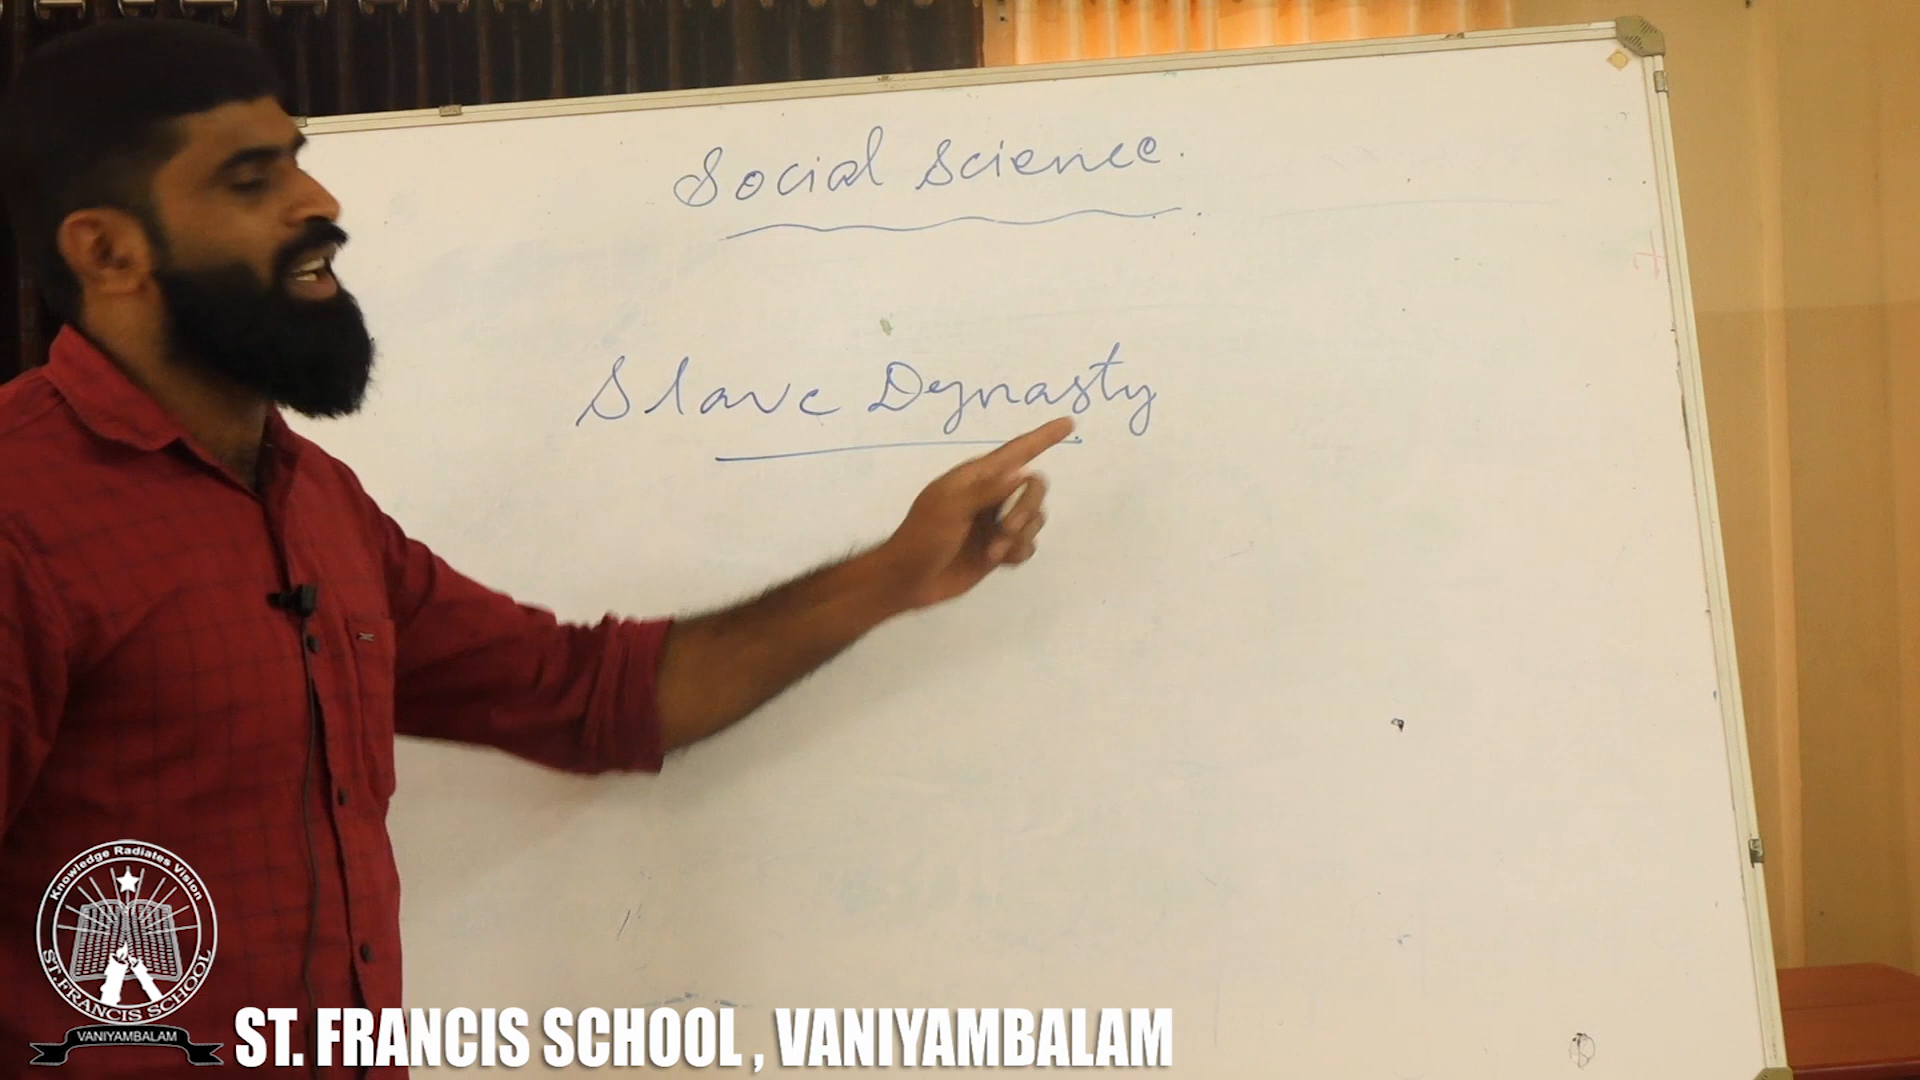 Social Science.
Slave Dynasty
Knowledge Radiates Vision
ST. FRANCIS SCHOOL
VANIYAMBALAM
ST. FRANCIS SCHOOL , VANIYAMBALAM